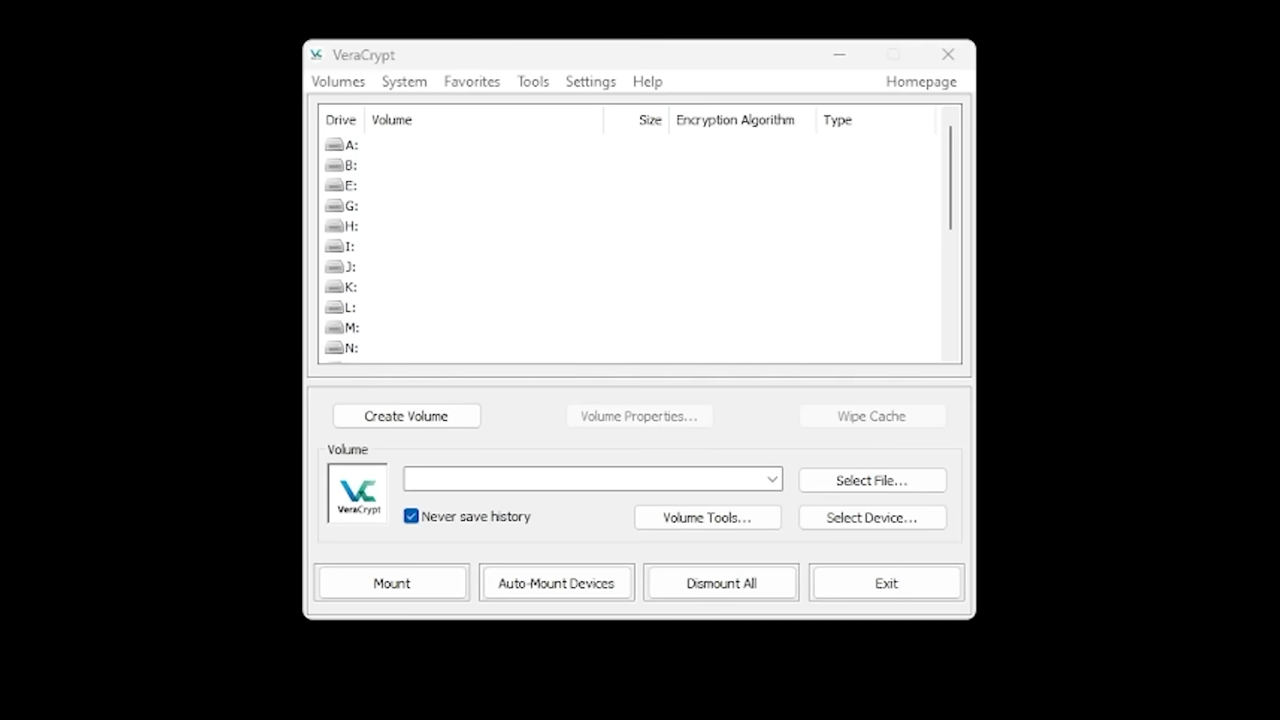 VeraCrypt
Volumes System Favorites Tools Settings Help Homepage
Drive Volume Size Encryption Algorithm Type
A:
B:
E:
G:
H:
I:
J:
K:
L:
M:
N:
Create Volume Volume Properties... Wipe Cache
Volume
VeraCrypt
Select File...
Never save history Volume Tools... Select Device...
Mount Auto-Mount Devices Dismount All Exit